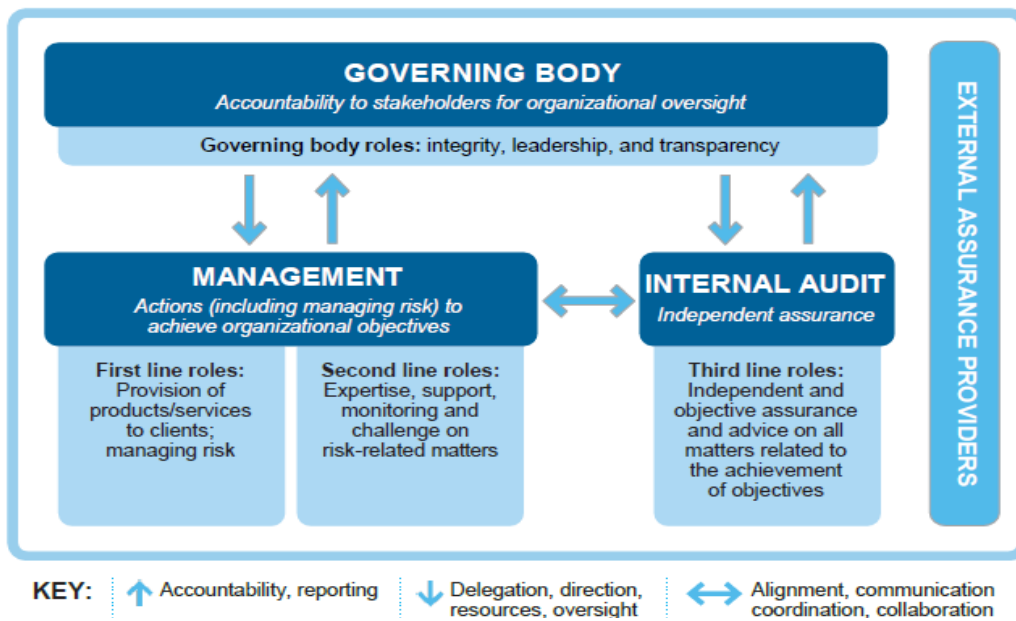 GOVERNING BODY
Accountability to stakeholders for organizational oversight
Governing body roles: integrity, leadership, and transparency
MANAGEMENT
Actions (including managing risk) to
achieve organizational objectives
First line roles:
Provision of
products/services
to clients;
managing risk
Second line roles:
Expertise, support,
monitoring and
challenge on
risk-related matters
INTERNAL AUDIT
Independent assurance
Third line roles:
Independent and
objective assurance
and advice on all
matters related to
the achievement
of objectives
EXTERNAL ASSURANCE PROVIDERS
KEY:
Accountability, reporting
Delegation, direction,
resources, oversight
Alignment, communication
coordination, collaboration